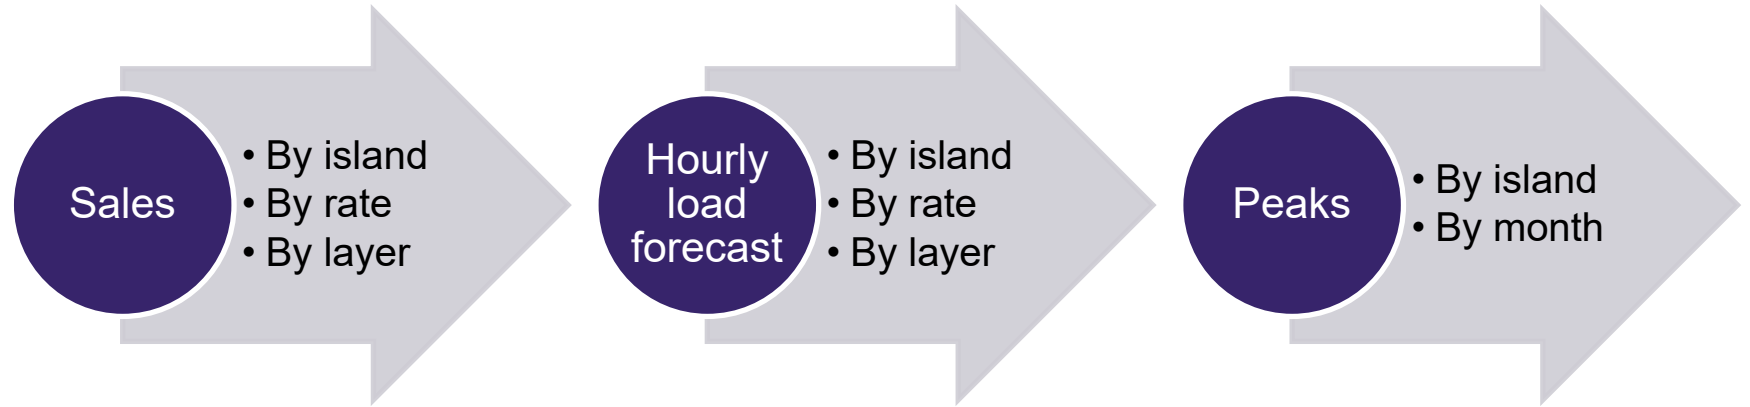 Sales
• By island
• By rate
• By layer
Hourly
load
forecast
• By island
• By rate
• By layer
Peaks
• By island
• By month